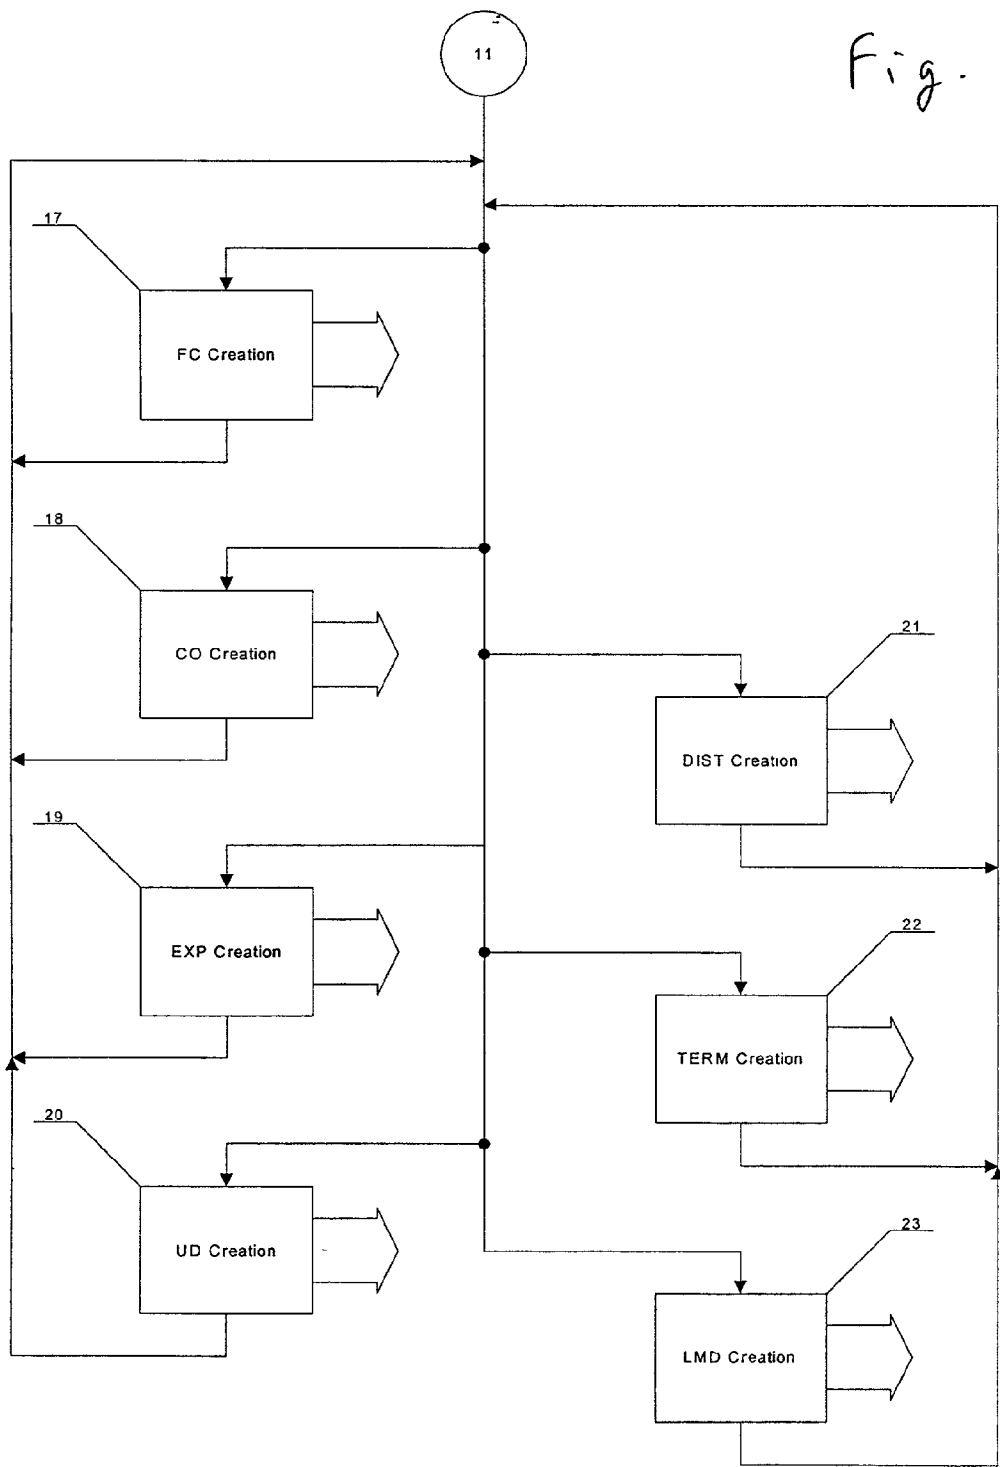 11
Fig.
17
FC Creation
18
CO Creation
21
DIST Creation
19
EXP Creation
22
TERM Creation
20
UD Creation
23
LMD Creation